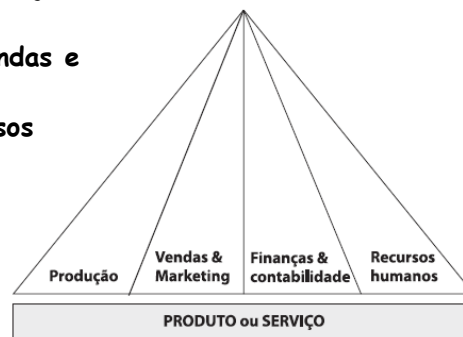 ndas e
sos
Produção
Vendas &
Marketing
Finanças &
contabilidade
Recursos
humanos
PRODUTO ou SERVIÇO